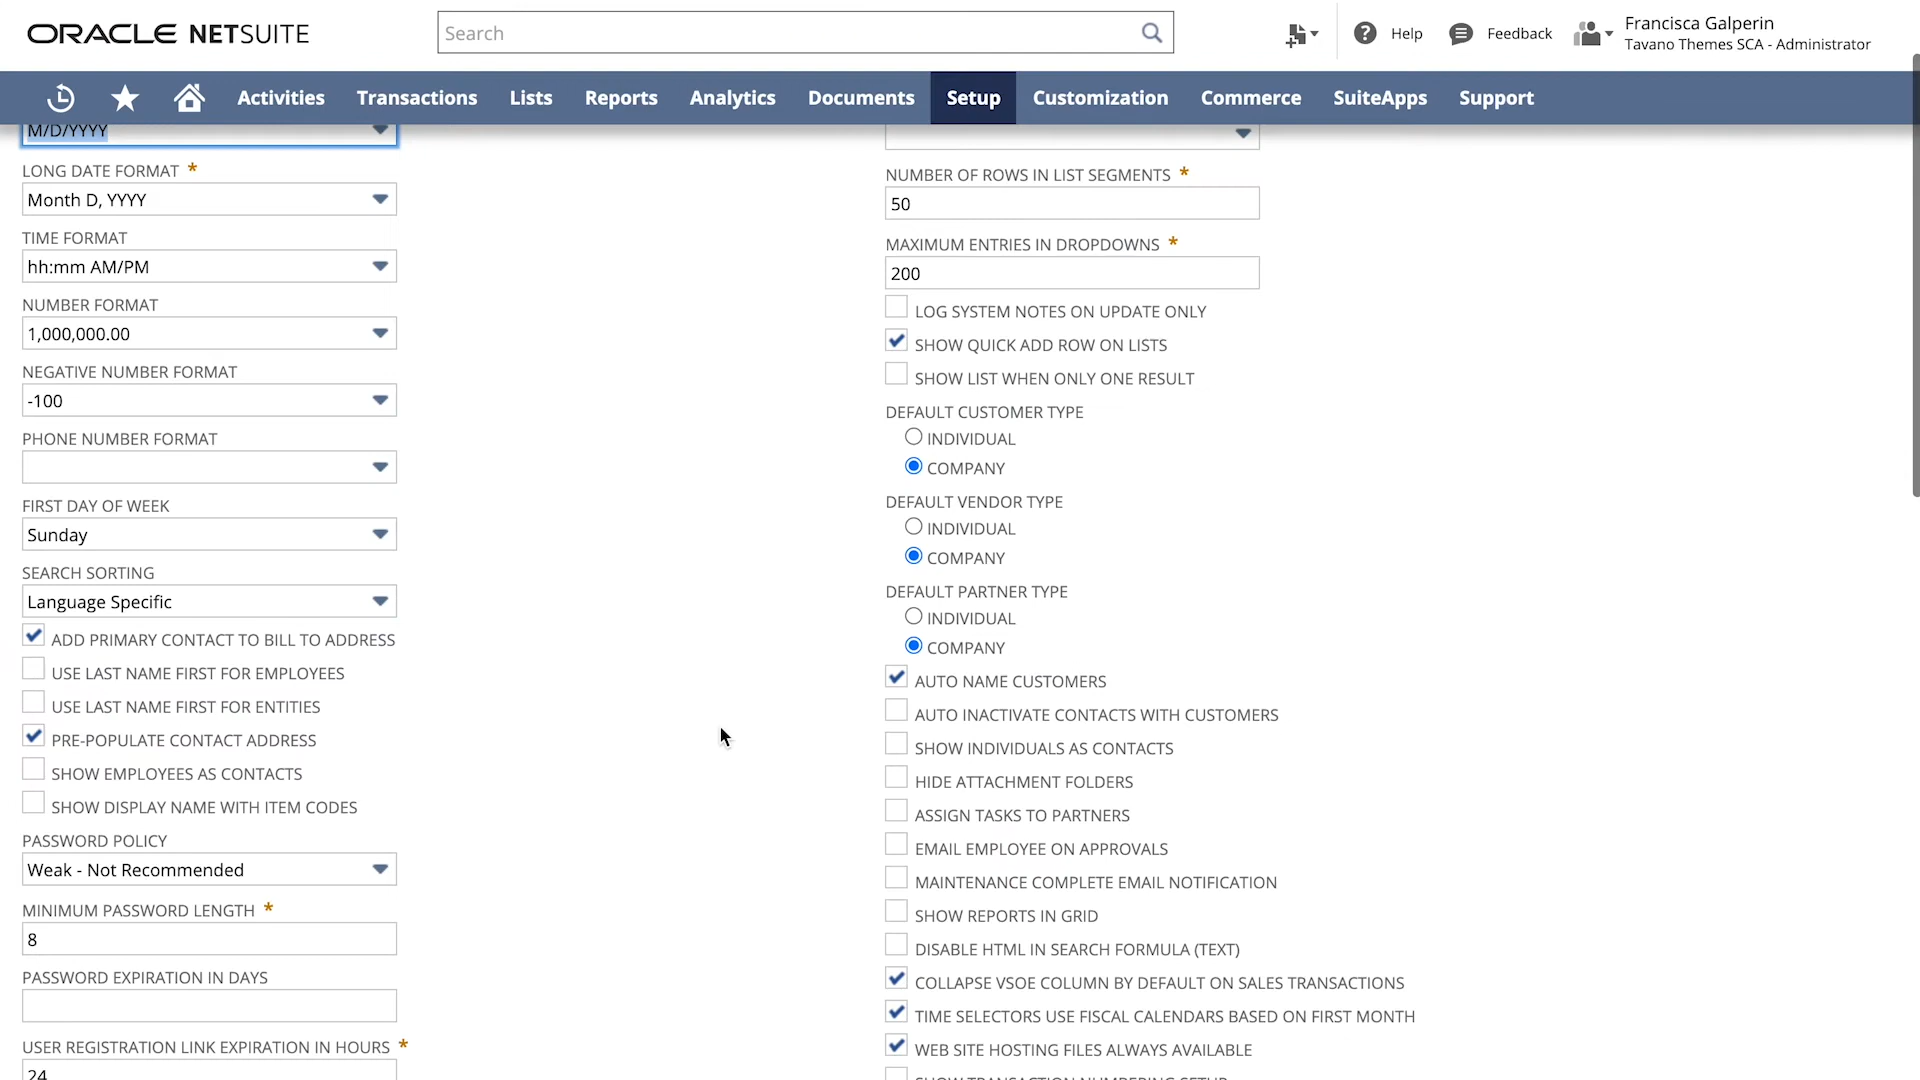 ORACLE NETSUITE
Search
Help
Feedback
Francisca Galperin
Tavano Themes SCA - Administrator
Activities
Transactions
Lists
Reports
Analytics
Documents
Setup
Customization
Commerce
SuiteApps
Support
M/D/YYYY
LONG DATE FORMAT *
Month D, YYYY
TIME FORMAT
hh:mm AM/PM
NUMBER FORMAT
1,000,000.00
NEGATIVE NUMBER FORMAT
-100
PHONE NUMBER FORMAT
FIRST DAY OF WEEK
Sunday
SEARCH SORTING
Language Specific
ADD PRIMARY CONTACT TO BILL TO ADDRESS
USE LAST NAME FIRST FOR EMPLOYEES
USE LAST NAME FIRST FOR ENTITIES
PRE-POPULATE CONTACT ADDRESS
SHOW EMPLOYEES AS CONTACTS
SHOW DISPLAY NAME WITH ITEM CODES
PASSWORD POLICY
Weak - Not Recommended
MINIMUM PASSWORD LENGTH *
8
PASSWORD EXPIRATION IN DAYS
USER REGISTRATION LINK EXPIRATION IN HOURS *
24
NUMBER OF ROWS IN LIST SEGMENTS *
50
MAXIMUM ENTRIES IN DROPDOWNS *
200
LOG SYSTEM NOTES ON UPDATE ONLY
SHOW QUICK ADD ROW ON LISTS
SHOW LIST WHEN ONLY ONE RESULT
DEFAULT CUSTOMER TYPE
INDIVIDUAL
COMPANY
DEFAULT VENDOR TYPE
INDIVIDUAL
COMPANY
DEFAULT PARTNER TYPE
INDIVIDUAL
COMPANY
AUTO NAME CUSTOMERS
AUTO INACTIVATE CONTACTS WITH CUSTOMERS
SHOW INDIVIDUALS AS CONTACTS
HIDE ATTACHMENT FOLDERS
ASSIGN TASKS TO PARTNERS
EMAIL EMPLOYEE ON APPROVALS
MAINTENANCE COMPLETE EMAIL NOTIFICATION
SHOW REPORTS IN GRID
DISABLE HTML IN SEARCH FORMULA (TEXT)
COLLAPSE VSOE COLUMN BY DEFAULT ON SALES TRANSACTIONS
TIME SELECTORS USE FISCAL CALENDARS BASED ON FIRST MONTH
WEB SITE HOSTING FILES ALWAYS AVAILABLE
SHOW TRANSACTION NUMBERING SETUP